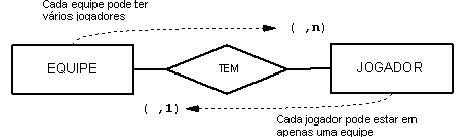 Cada equipe pode ter
vários jogadores
( ,n)
EQUIPE
TEM
JOGADOR
( ,1)
Cada jogador pode estar em
apenas uma equipe